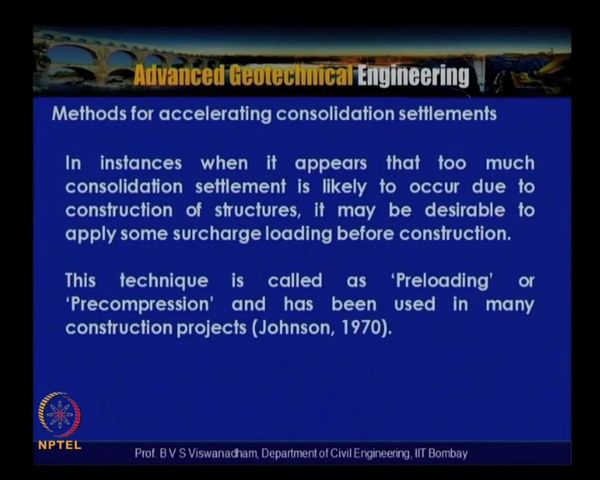 Advanced Geotechnical Engineering
Methods for accelerating consolidation settlements
In instances when it appears that too much
consolidation settlement is likely to occur due to
construction of structures, it may be desirable to
apply some surcharge loading before construction.
This technique is called as 'Preloading' or
'Precompression' and has been used in many
construction projects (Johnson, 1970).
NPTEL
Prof. B V S Viswanadham, Department of Civil Engineering, IIT Bombay